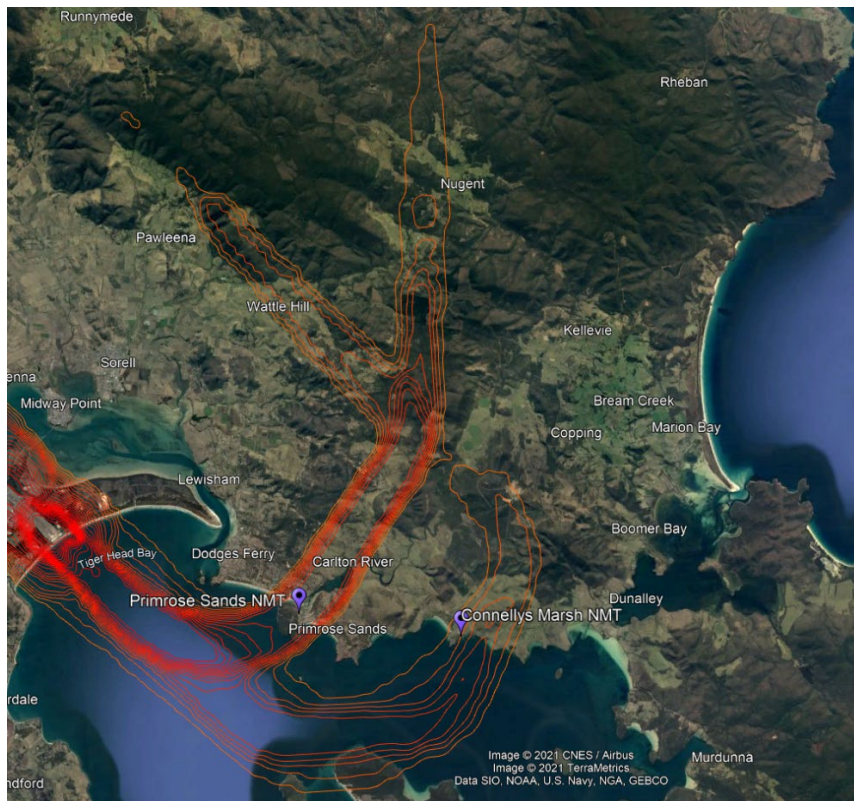 Runnymede
Rheban
Nugent
Pawleena
Wattle Hill
Kellevie
Sorell
enna
Midway Point
Bream Creek
Marion Bay
Copping
Lewisham
Boomer Bay
Tiger Head Bay
Dodges Ferry
Carlton River
Dunalley
Primrose Sands NMT
Connellys Marsh NMT
Primrose Sands
rdale
Image © 2021 CNES / Airbus
Image © 2021 TerraMetrics
Data SIO, NOAA, U.S. Navy, NGA, GEBCO
Murdunna
ndford